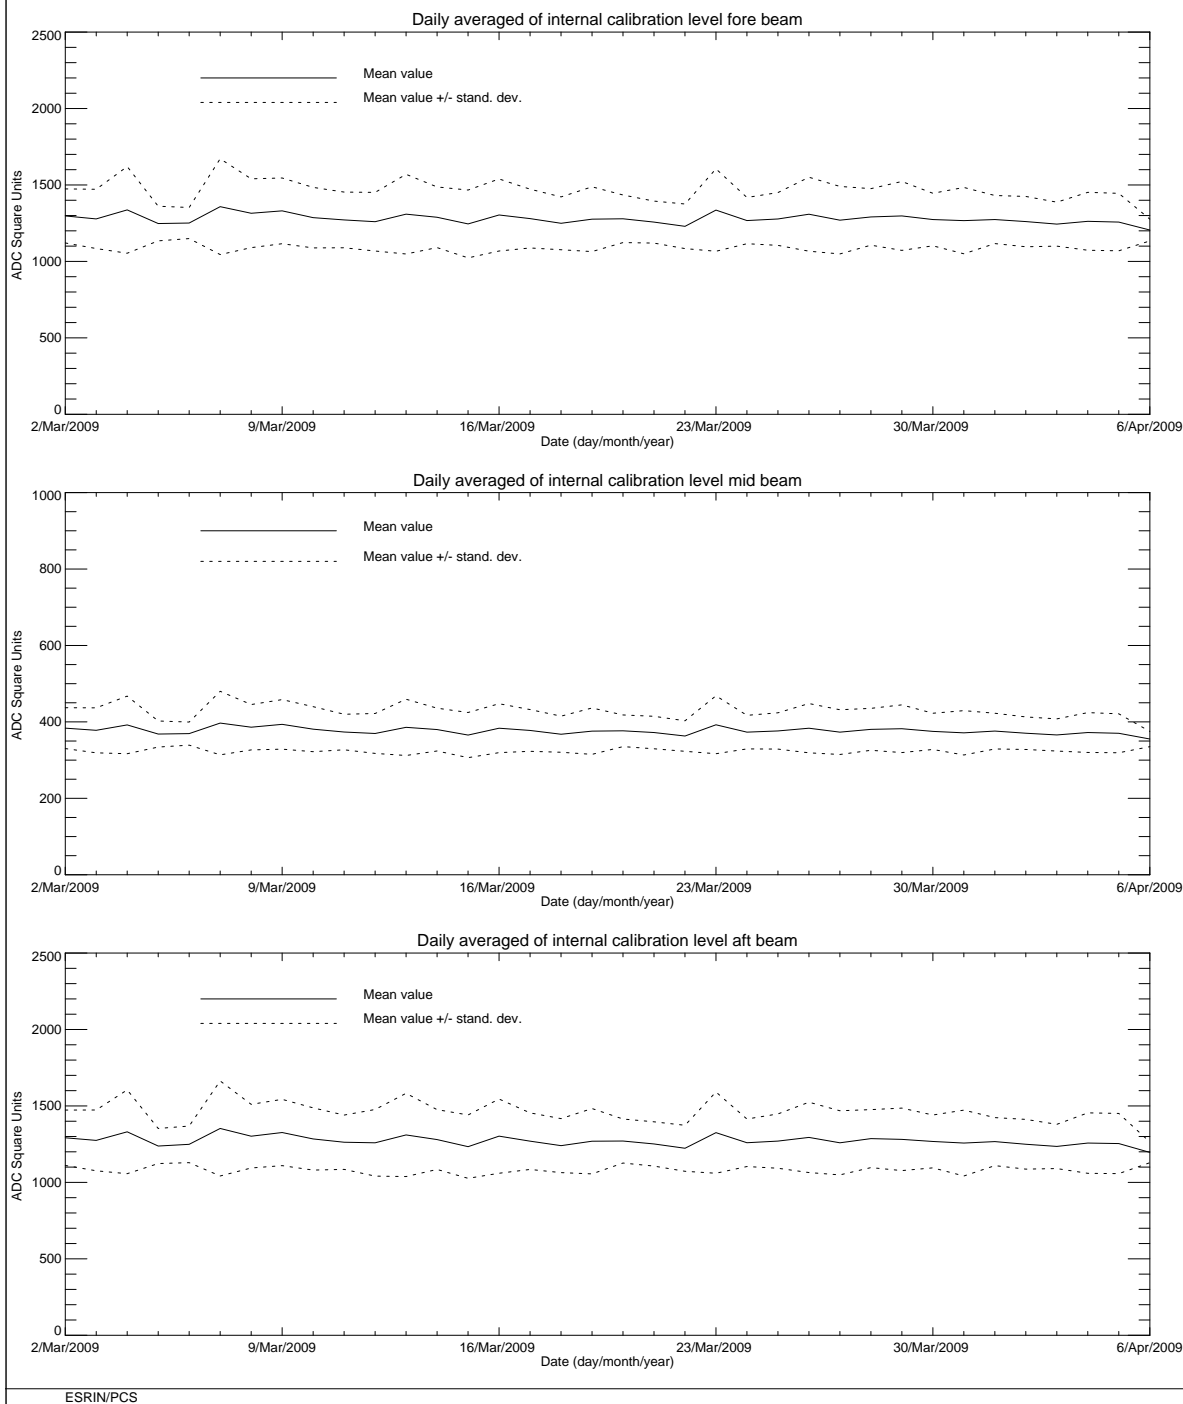 Daily averaged of internal calibration level fore beam
2500
2000
1500
1000
500
0
ADC Square Units
Mean value
Mean value +/- stand. dev.
2/Mar/2009 9/Mar/2009 16/Mar/2009 23/Mar/2009 30/Mar/2009 6/Apr/2009
Date (day/month/year)
Daily averaged of internal calibration level mid beam
1000
800
600
400
200
0
ADC Square Units
Mean value
Mean value +/- stand. dev.
2/Mar/2009 9/Mar/2009 16/Mar/2009 23/Mar/2009 30/Mar/2009 6/Apr/2009
Date (day/month/year)
Daily averaged of internal calibration level aft beam
2500
2000
1500
1000
500
0
ADC Square Units
Mean value
Mean value +/- stand. dev.
2/Mar/2009 9/Mar/2009 16/Mar/2009 23/Mar/2009 30/Mar/2009 6/Apr/2009
Date (day/month/year)
ESRIN/PCS